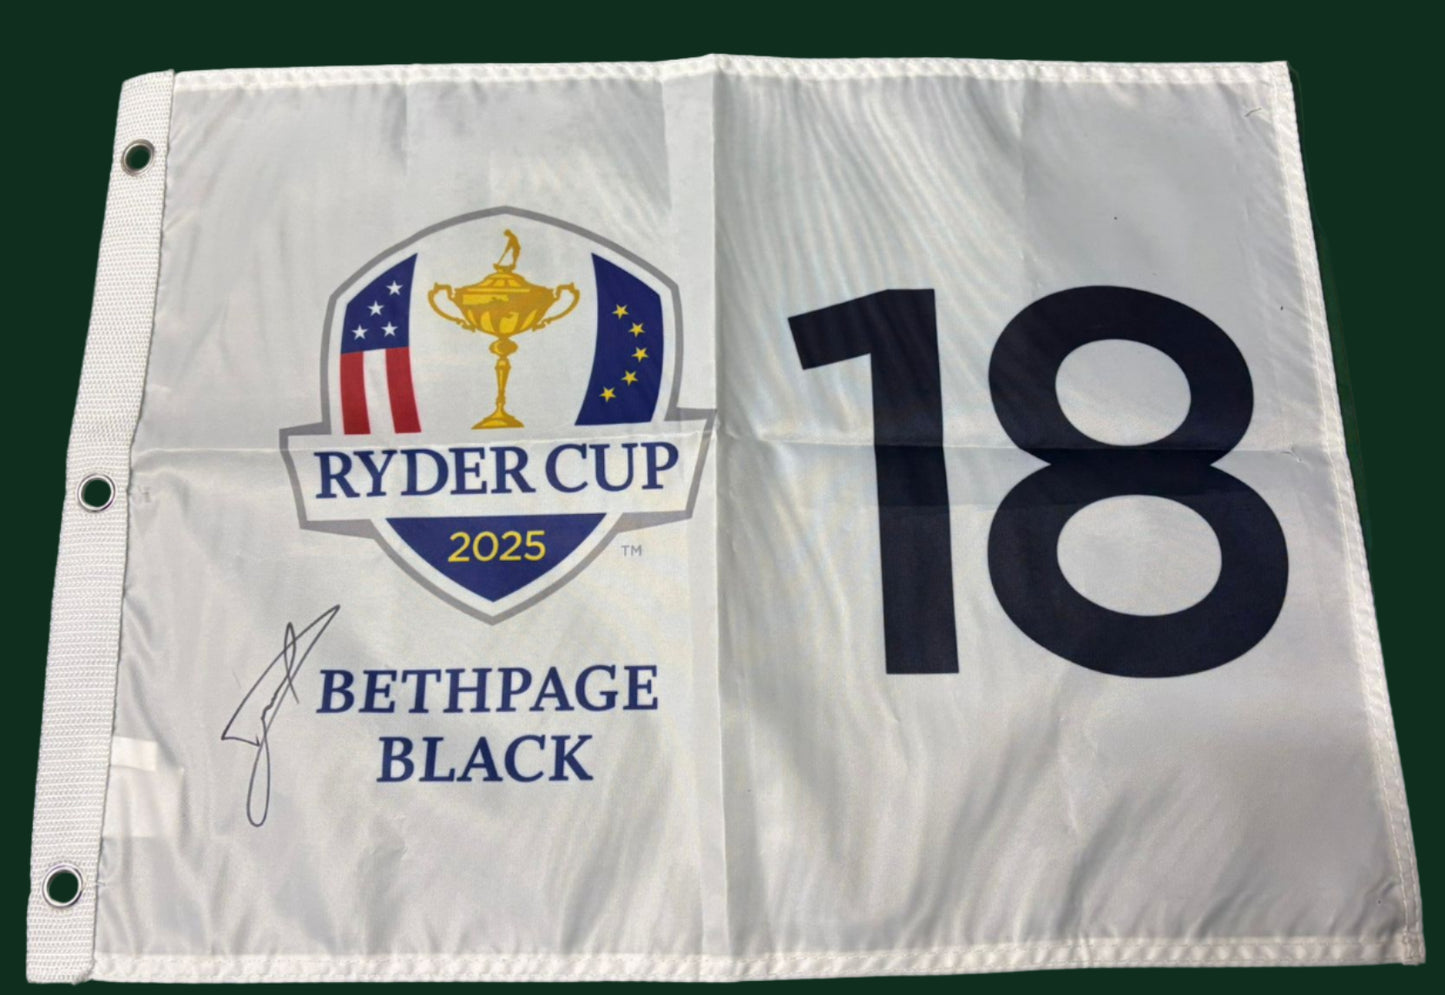 RYDER CUP
2025
TM
BETHPAGE
BLACK
18